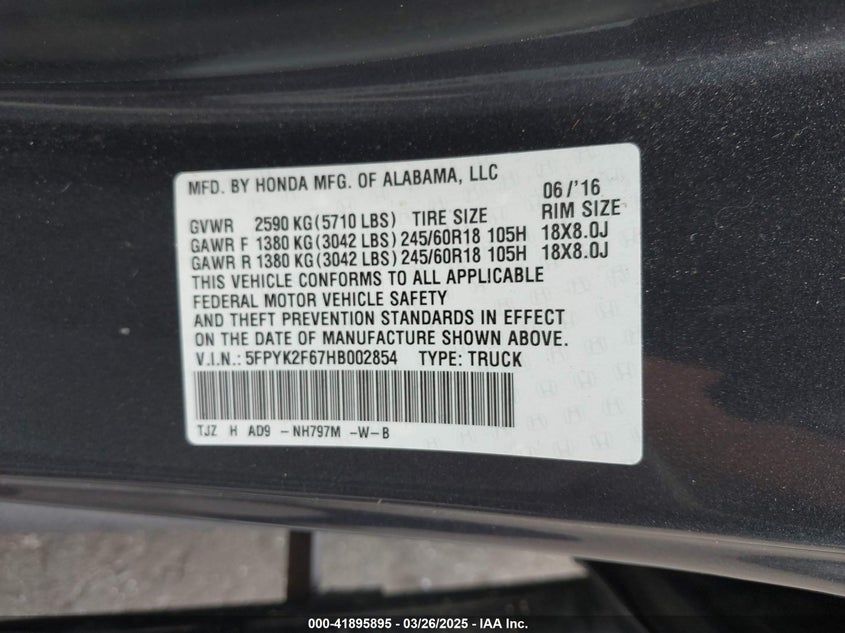 MFD. BY HONDA MFG. OF ALABAMA, LLC
06/'16
GVWR 2590 KG(5710 LBS) TIRE SIZE RIM SIZE
GAWR F 1380 KG(3042 LBS) 245/60R18 105H 18X8.0J
GAWR R 1380 KG(3042 LBS) 245/60R18 105H 18X8.0J
THIS VEHICLE CONFORMS TO ALL APPLICABLE
FEDERAL MOTOR VEHICLE SAFETY
AND THEFT PREVENTION STANDARDS IN EFFECT
ON THE DATE OF MANUFACTURE SHOWN ABOVE.
V.I.N.: 5FPYK2F67HB002854 TYPE: TRUCK
TJZ H AD9 -NH797M -W-B
000-41895895 - 03/26/2025 - IAA Inc.